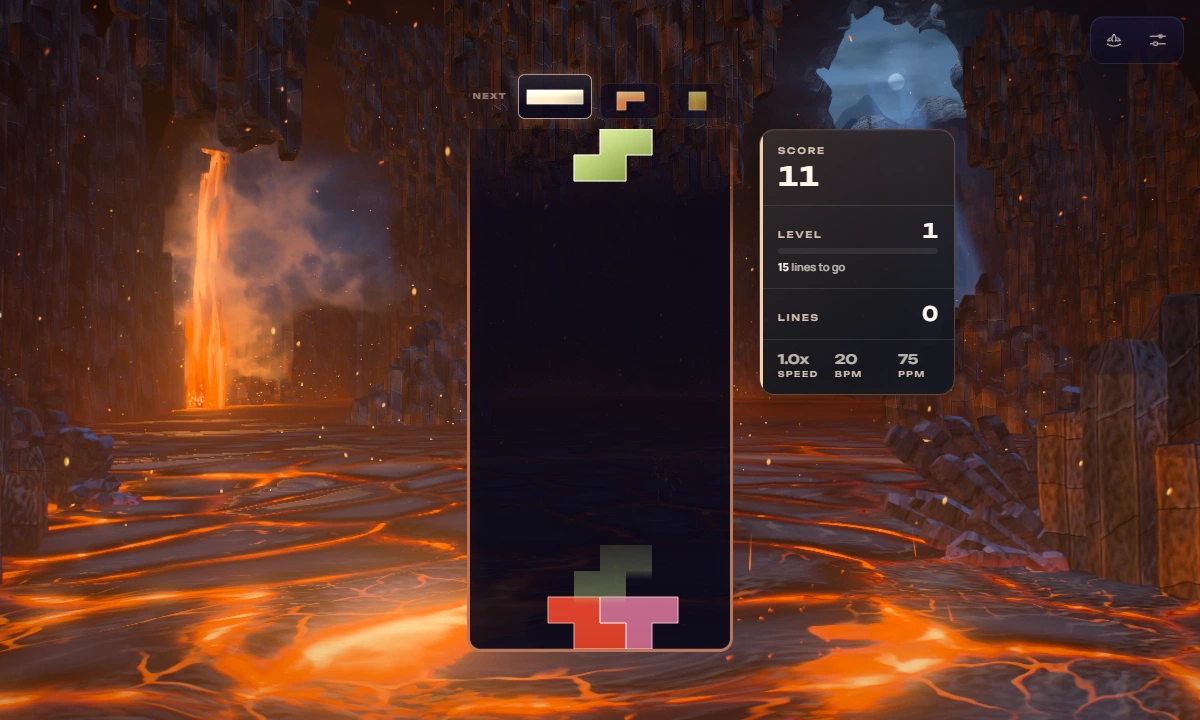 NEXT
SCORE
11
LEVEL 1
15 lines to go
LINES 0
1.0x 20 75
SPEED BPM PPM